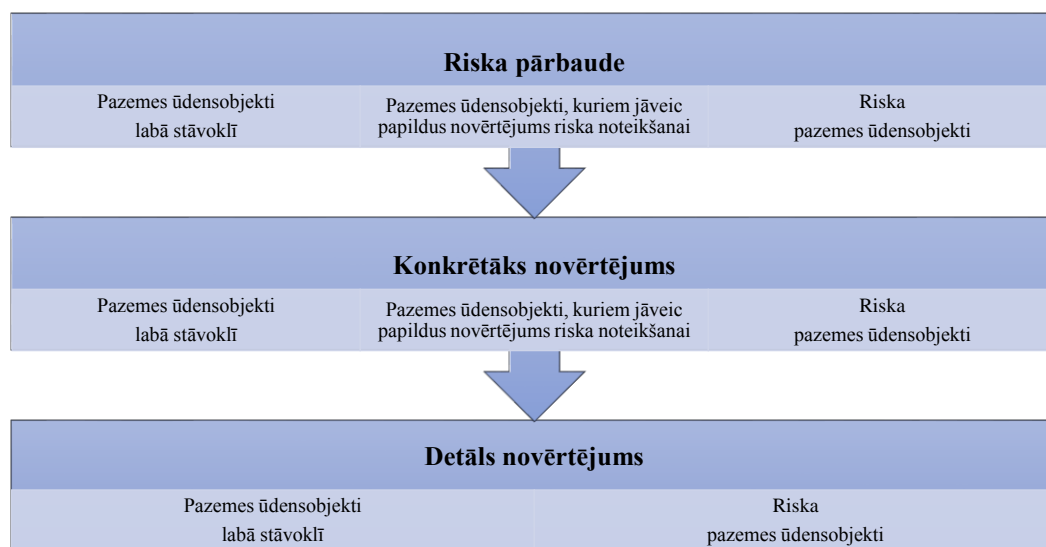 Riska pārbaude
Pazemes ūdensobjekti
labā stāvoklī
Pazemes ūdensobjekti, kuriem jāveic
papildus novērtējums riska noteikšanai
Riska
pazemes ūdensobjekti
Konkrētāks novērtējums
Pazemes ūdensobjekti
labā stāvoklī
Pazemes ūdensobjekti, kuriem jāveic
papildus novērtējums riska noteikšanai
Riska
pazemes ūdensobjekti
Detāls novērtējums
Pazemes ūdensobjekti
labā stāvoklī
Riska
pazemes ūdensobjekti